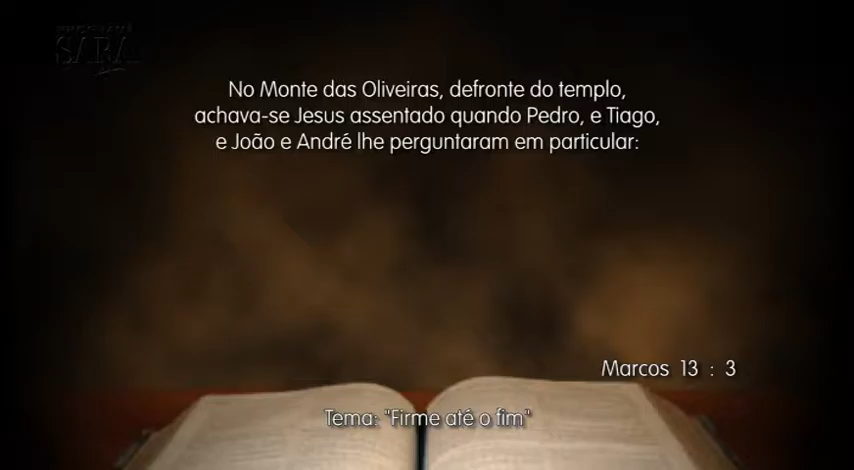 SARA
No Monte das Oliveiras, defronte do templo,
achava-se Jesus assentado quando Pedro, e Tiago,
e João e André lhe perguntaram em particular:
Marcos 13 : 3
Tema: "Firme até o fim"